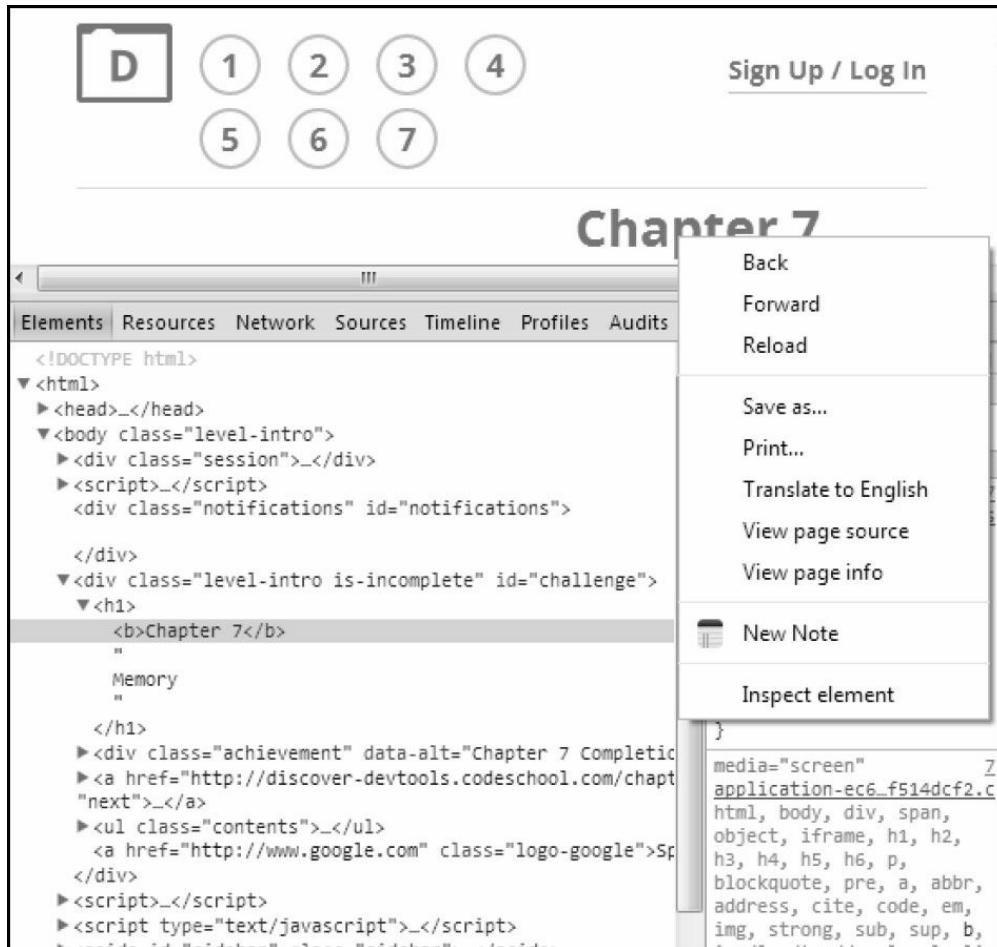 D 1 2 3 4 Sign Up / Log In
5 6 7
Chapter 7
Elements Resources Network Sources Timeline Profiles Audits
<!DOCTYPE html>
▼<html>
▶<head>…</head>
▼<body class="level-intro">
▶<div class="session">…</div>
▶<script>…</script>
<div class="notifications" id="notifications">
</div>
▼<div class="level-intro is-incomplete" id="challenge">
▼<h1>
<b>Chapter 7</b>
"
Memory
"
</h1>
▶<div class="achievement" data-alt="Chapter 7 Completic
▶<a href="http://discover-devtools.codeschool.com/chapt
"next">…</a>
▶<ul class="contents">…</ul>
<a href="http://www.google.com" class="logo-google">Sp
</div>
▶<script>…</script>
▶<script type="text/javascript">…</script>
Back
Forward
Reload
Save as...
Print...
Translate to English
View page source
View page info
New Note
Inspect element
}
media="screen" 7
application-ec6…f514dcf2.c
html, body, div, span,
object, iframe, h1, h2,
h3, h4, h5, h6, p,
blockquote, pre, a, abbr,
address, cite, code, em,
img, strong, sub, sup, b,